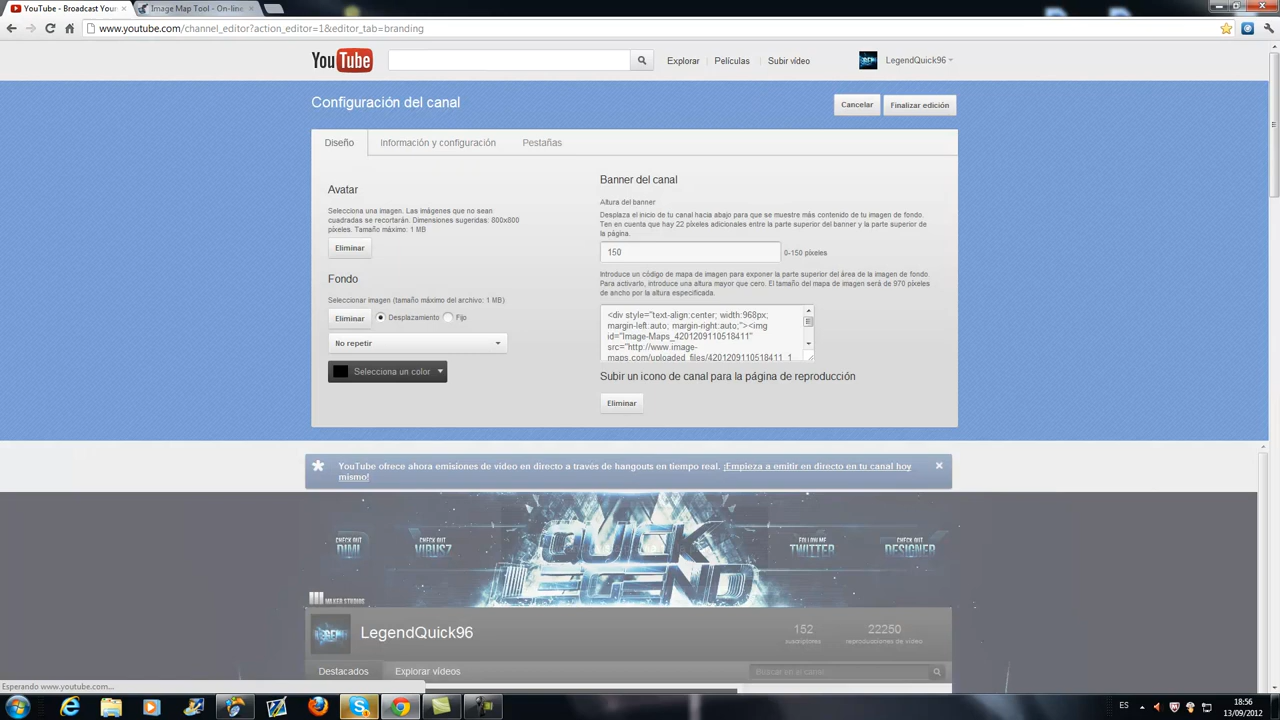 YouTube - Broadcast Your
Image Map Tool - On-line
www.youtube.com/channel_editor?action_editor=1&editor_tab=branding
YouTube
Explorar
Películas
Subir vídeo
LegendQuick96
Configuración del canal
Cancelar
Finalizar edición
Diseño
Información y configuración
Pestañas
Avatar
Selecciona una imagen. Las imágenes que no sean
cuadradas se recortarán. Dimensiones sugeridas: 800x800
píxeles. Tamaño máximo: 1 MB
Eliminar
Fondo
Seleccionar imagen (tamaño máximo del archivo: 1 MB)
Eliminar
Desplazamiento
Fijo
No repetir
Selecciona un color
Banner del canal
Altura del banner
Desplaza el inicio de tu canal hacia abajo para que se muestre más contenido de tu imagen de fondo.
Ten en cuenta que hay 22 píxeles adicionales entre la parte superior del banner y la parte superior de
la página.
150
0-150 píxeles
Introduce un código de mapa de imagen para exponer la parte superior del área de la imagen de fondo.
Para activarlo, introduce una altura mayor que cero. El tamaño del mapa de imagen será de 970 píxeles
de ancho por la altura especificada.
<div style="text-align:center; width:968px;
margin-left:auto; margin-right:auto;"><img
id="Image-Maps_4201209110518411"
src="http://www.image-
maps.com/uploaded_files/4201209110518411_1
Subir un icono de canal para la página de reproducción
Eliminar
YouTube ofrece ahora emisiones de vídeo en directo a través de hangouts en tiempo real. ¡Empieza a emitir en directo en tu canal hoy
mismo!
CHECK OUT
DIMI
CHECK OUT
VIRUSZ
QUICK
LEGEND
FOLLOW ME
TWITTER
CHECK OUT
DESIGNER
MAKER STUDIOS
LegendQuick96
152
suscriptores
22250
reproducciones de vídeo
Destacados
Explorar vídeos
Buscar en el canal
Esperando www.youtube.com...
ES
18:56
13/09/2012